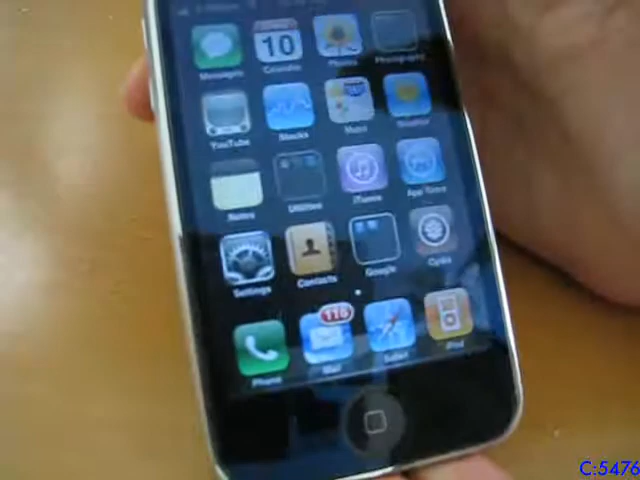 Messages Calendar Photos Photography
10
YouTube Stocks Maps Weather
Notes Utilities iTunes App Store
Settings Contacts Google Cydia
116
Phone Mail Safari iPod
C:5476